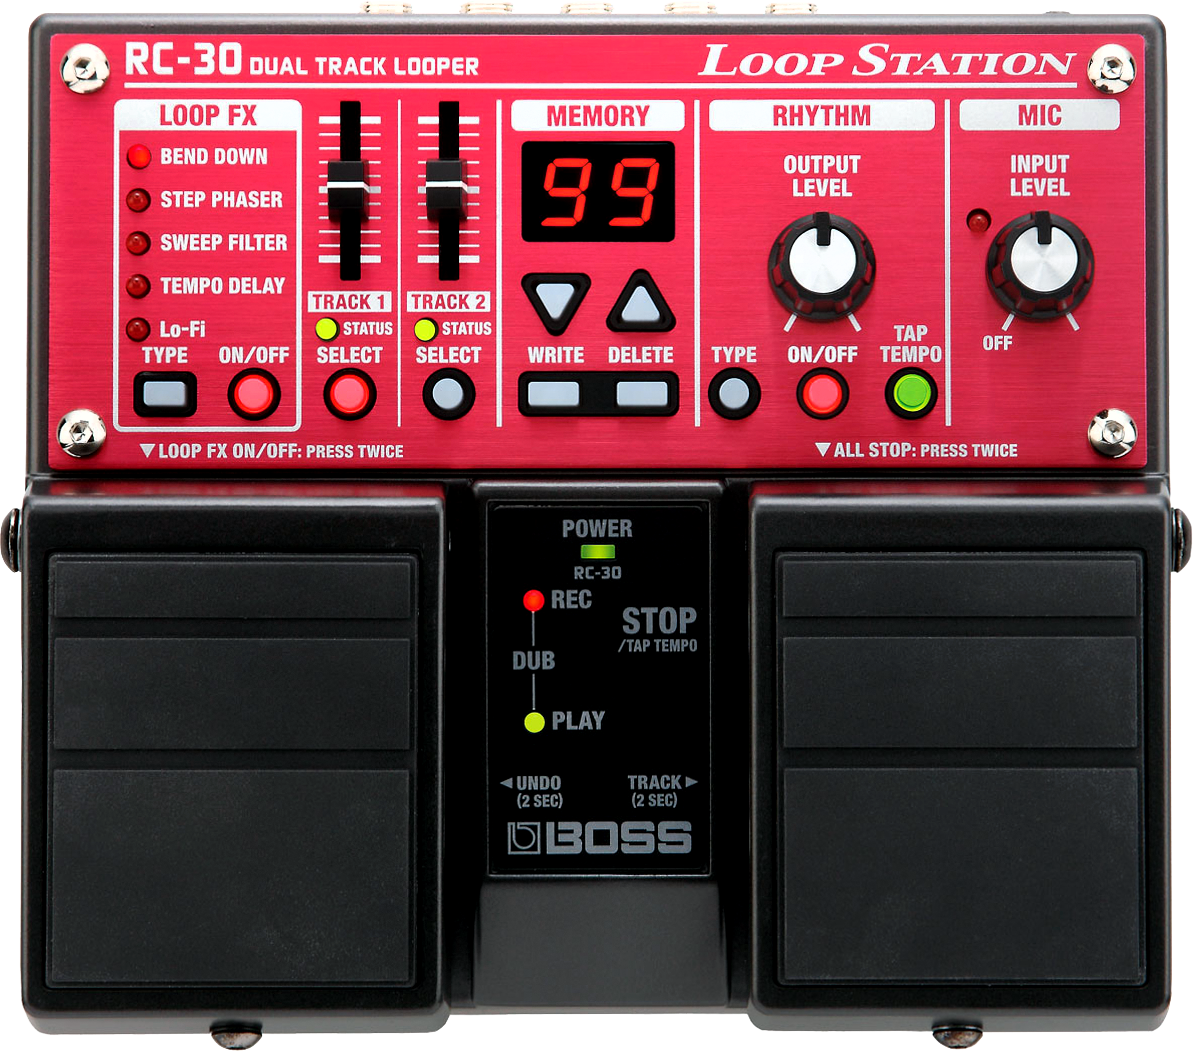 RC-30 DUAL TRACK LOOPER
LOOP STATION
LOOP FX
BEND DOWN
STEP PHASER
SWEEP FILTER
TEMPO DELAY
Lo-Fi
TYPE
ON/OFF
TRACK 1
STATUS
SELECT
TRACK 2
STATUS
SELECT
MEMORY
99
WRITE
DELETE
RHYTHM
OUTPUT
LEVEL
TYPE
ON/OFF
TAP
TEMPO
MIC
INPUT
LEVEL
OFF
▼LOOP FX ON/OFF: PRESS TWICE
▼ALL STOP: PRESS TWICE
POWER
RC-30
REC
STOP
/TAP TEMPO
DUB
PLAY
◄UNDO
(2 SEC)
TRACK►
(2 SEC)
BOSS